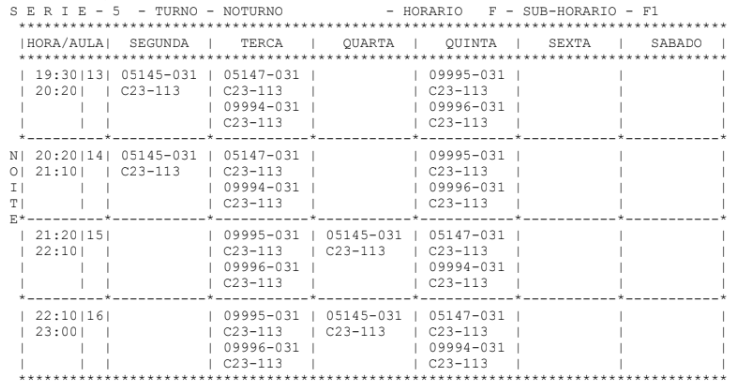 S E R I E - 5  - TURNO - NOTURNO            - HORARIO   F - SUB-HORARIO - F1
 *************************************************************************
 |HORA/AULA|  SEGUNDA  |   TERCA   |   QUARTA  |   QUINTA  |   SEXTA   |   SABADO  |
 *************************************************************************
 | 19:30|13| 05145-031 | 05147-031 |           | 09995-031 |           |           |
 | 20:20|  | C23-113   | C23-113   |           | C23-113   |           |           |
 |      |  |           | 09994-031 |           | 09996-031 |           |           |
 |      |  |           | C23-113   |           | C23-113   |           |           |
 *---------*-----------*-----------*-----------*-----------*-----------*-----------*
N| 20:20|14| 05145-031 | 05147-031 |           | 09995-031 |           |           |
O| 21:10|  | C23-113   | C23-113   |           | C23-113   |           |           |
I|      |  |           | 09994-031 |           | 09996-031 |           |           |
T|      |  |           | C23-113   |           | C23-113   |           |           |
E*---------*-----------*-----------*-----------*-----------*-----------*-----------*
 | 21:20|15|           | 09995-031 | 05145-031 | 05147-031 |           |           |
 | 22:10|  |           | C23-113   | C23-113   | C23-113   |           |           |
 |      |  |           | 09996-031 |           | 09994-031 |           |           |
 |      |  |           | C23-113   |           | C23-113   |           |           |
 *---------*-----------*-----------*-----------*-----------*-----------*-----------*
 | 22:10|16|           | 09995-031 | 05145-031 | 05147-031 |           |           |
 | 23:00|  |           | C23-113   | C23-113   | C23-113   |           |           |
 |      |  |           | 09996-031 |           | 09994-031 |           |           |
 |      |  |           | C23-113   |           | C23-113   |           |           |
 *************************************************************************